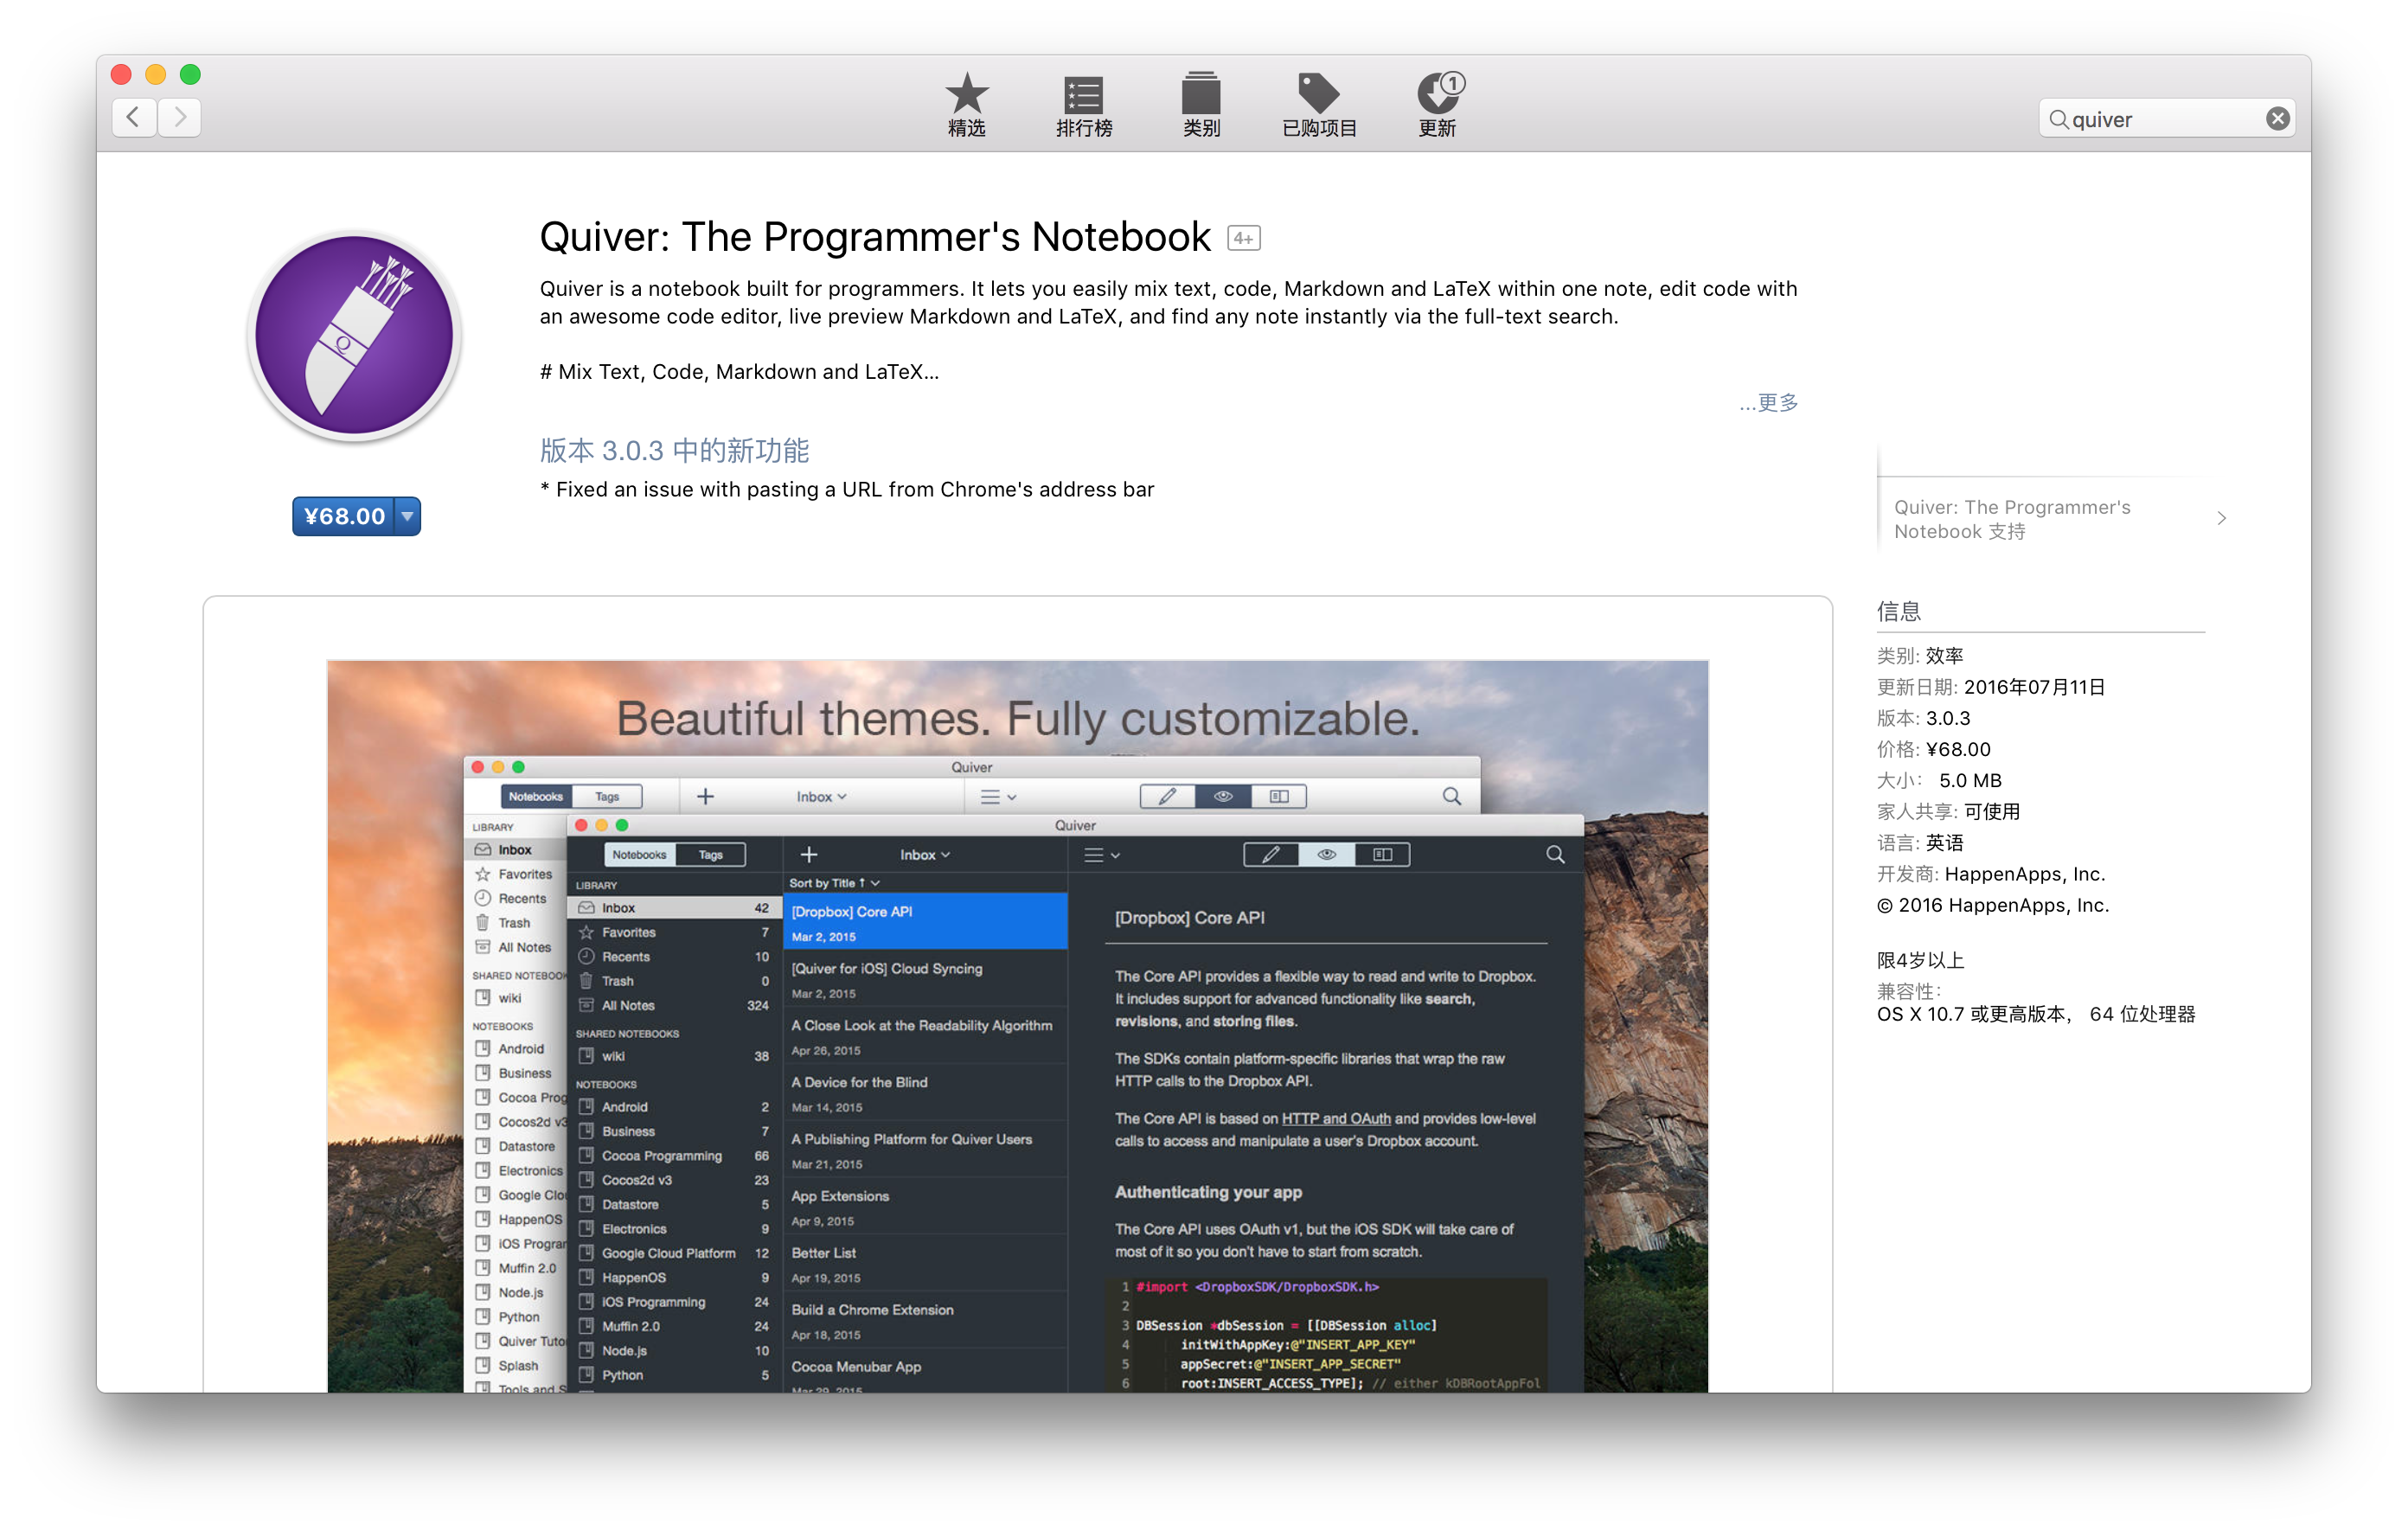 精选
排行榜
类别
已购项目
1
更新
quiver
Quiver: The Programmer's Notebook 4+
Quiver is a notebook built for programmers. It lets you easily mix text, code, Markdown and LaTeX within one note, edit code with
an awesome code editor, live preview Markdown and LaTeX, and find any note instantly via the full-text search.
# Mix Text, Code, Markdown and LaTeX...
...更多
版本 3.0.3 中的新功能
* Fixed an issue with pasting a URL from Chrome's address bar
Q
¥68.00
Quiver: The Programmer's
Notebook 支持
信息
类别: 效率
更新日期: 2016年07月11日
版本: 3.0.3
价格: ¥68.00
大小: 5.0 MB
家人共享: 可使用
语言: 英语
开发商: HappenApps, Inc.
© 2016 HappenApps, Inc.
限4岁以上
兼容性:
OS X 10.7 或更高版本， 64 位处理器
Beautiful themes. Fully customizable.
Quiver
Notebooks Tags
Inbox
LIBRARY
Inbox
Favorites
Recents
Trash
All Notes
SHARED NOTEBOOK
wiki
NOTEBOOKS
Android
Business
Cocoa Prog
Cocos2d v3
Datastore
Electronics
Google Clou
HappenOS
iOS Program
Muffin 2.0
Node.js
Python
Quiver Tuto
Splash
Tools and S
Quiver
Notebooks Tags
Inbox
LIBRARY
Inbox 42
Favorites 7
Recents 10
Trash 0
All Notes 324
SHARED NOTEBOOKS
wiki 38
NOTEBOOKS
Android 2
Business 7
Cocoa Programming 66
Cocos2d v3 23
Datastore 5
Electronics 9
Google Cloud Platform 12
HappenOS 9
iOS Programming 24
Muffin 2.0 24
Node.js 10
Python 5
Sort by Title ↑
[Dropbox] Core API
Mar 2, 2015
[Quiver for iOS] Cloud Syncing
Mar 2, 2015
A Close Look at the Readability Algorithm
Apr 26, 2015
A Device for the Blind
Mar 14, 2015
A Publishing Platform for Quiver Users
Mar 21, 2015
App Extensions
Apr 9, 2015
Better List
Apr 19, 2015
Build a Chrome Extension
Apr 18, 2015
Cocoa Menubar App
Mar 29, 2015
[Dropbox] Core API
The Core API provides a flexible way to read and write to Dropbox.
It includes support for advanced functionality like search,
revisions, and storing files.
The SDKs contain platform-specific libraries that wrap the raw
HTTP calls to the Dropbox API.
The Core API is based on HTTP and OAuth and provides low-level
calls to access and manipulate a user's Dropbox account.
Authenticating your app
The Core API uses OAuth v1, but the iOS SDK will take care of
most of it so you don't have to start from scratch.
1 #import <DropboxSDK/DropboxSDK.h>
2
3 DBSession *dbSession = [[DBSession alloc]
4 initWithAppKey:@"INSERT_APP_KEY"
5 appSecret:@"INSERT_APP_SECRET"
6 root:INSERT_ACCESS_TYPE]; // either kDBRootAppFol